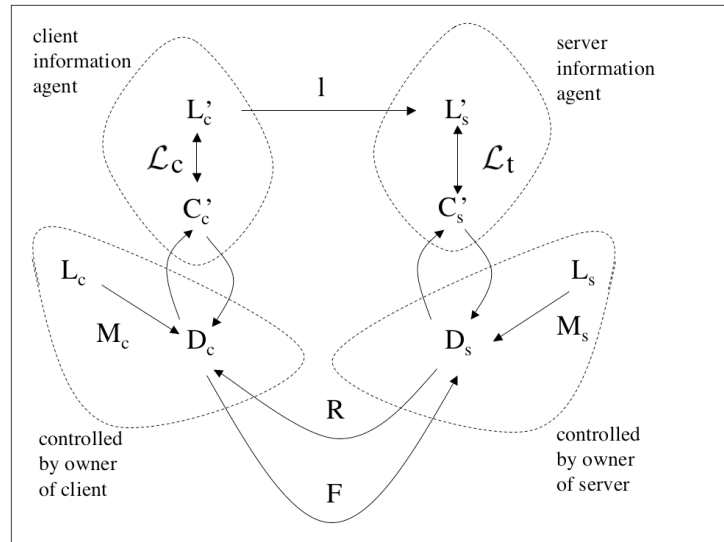 client
information
agent
server
information
agent
l
L'c
L's
ℒc
ℒt
C'c
C's
Lc
Ls
Mc
Ms
Dc
Ds
R
controlled
by owner
of client
controlled
by owner
of server
F